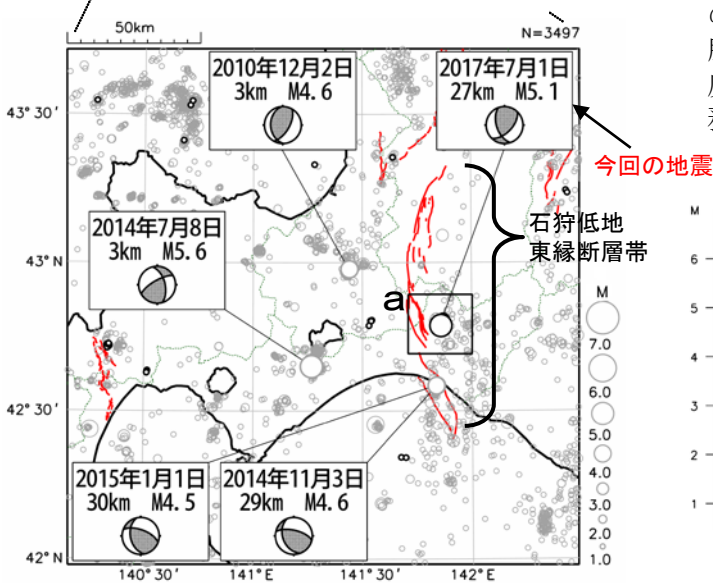 50km
N=3497
43°30′
43°N
42°30′
42°N
140°30′
141°E
141°30′
142°E
2010年12月2日
3km M4.6
2017年7月1日
27km M5.1
今回の地震
2014年7月8日
3km M5.6
石狩低地
東縁断層帯
a
2015年1月1日
30km M4.5
2014年11月3日
29km M4.6
M
7.0
6.0
5.0
4.0
3.0
2.0
1.0
の
M
6
5
4
3
2
1